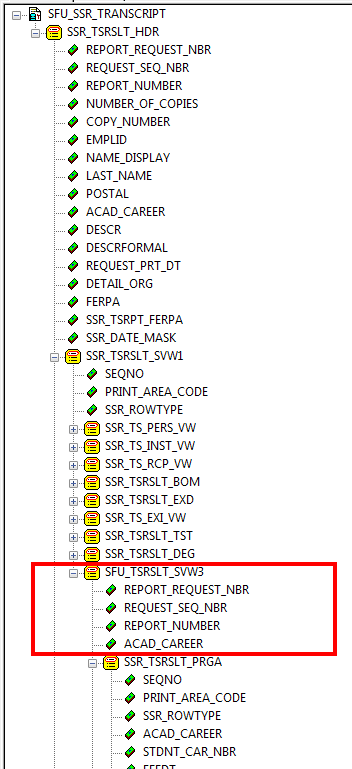 SFU_SSR_TRANSCRIPT
SSR_TSRSLT_HDR
REPORT_REQUEST_NBR
REQUEST_SEQ_NBR
REPORT_NUMBER
NUMBER_OF_COPIES
COPY_NUMBER
EMPLID
NAME_DISPLAY
LAST_NAME
POSTAL
ACAD_CAREER
DESCR
DESCRFORMAL
REQUEST_PRT_DT
DETAIL_ORG
FERPA
SSR_TSRPT_FERPA
SSR_DATE_MASK
SSR_TSRSLT_SVW1
SEQNO
PRINT_AREA_CODE
SSR_ROWTYPE
SSR_TS_PERS_VW
SSR_TS_INST_VW
SSR_TS_RCP_VW
SSR_TSRSLT_BOM
SSR_TSRSLT_EXD
SSR_TS_EXI_VW
SSR_TSRSLT_TST
SSR_TSRSLT_DEG
SFU_TSRSLT_SVW3
REPORT_REQUEST_NBR
REQUEST_SEQ_NBR
REPORT_NUMBER
ACAD_CAREER
SSR_TSRSLT_PRGA
SEQNO
PRINT_AREA_CODE
SSR_ROWTYPE
ACAD_CAREER
STDNT_CAR_NBR